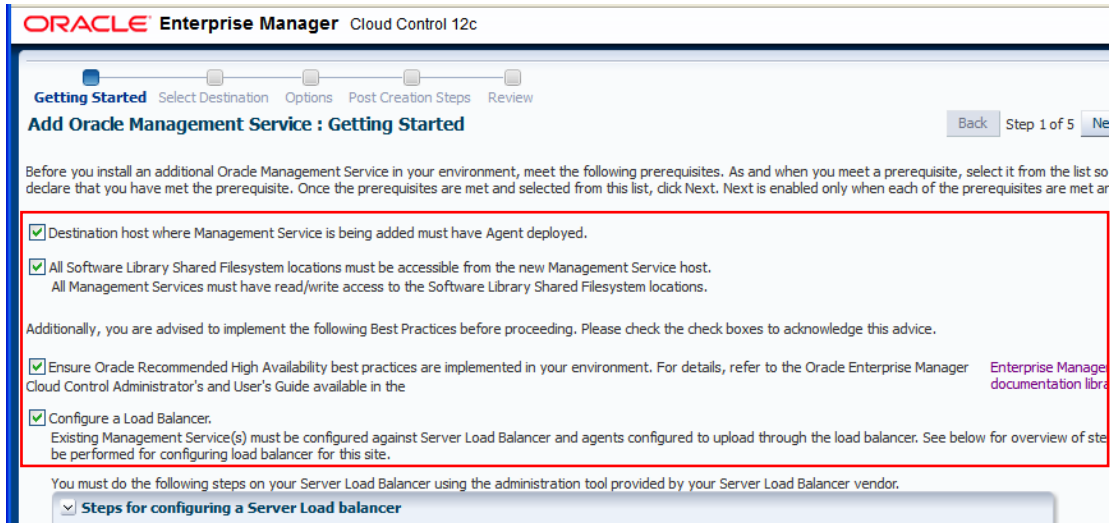 ORACLE Enterprise Manager Cloud Control 12c
Getting Started Select Destination Options Post Creation Steps Review
Add Oracle Management Service : Getting Started
Back Step 1 of 5 Ne
Before you install an additional Oracle Management Service in your environment, meet the following prerequisites. As and when you meet a prerequisite, select it from the list so
declare that you have met the prerequisite. Once the prerequisites are met and selected from this list, click Next. Next is enabled only when each of the prerequisites are met an
Destination host where Management Service is being added must have Agent deployed.
All Software Library Shared Filesystem locations must be accessible from the new Management Service host.
All Management Services must have read/write access to the Software Library Shared Filesystem locations.
Additionally, you are advised to implement the following Best Practices before proceeding. Please check the check boxes to acknowledge this advice.
Ensure Oracle Recommended High Availability best practices are implemented in your environment. For details, refer to the Oracle Enterprise Manager
Cloud Control Administrator's and User's Guide available in the
Enterprise Manager
documentation libra
Configure a Load Balancer.
Existing Management Service(s) must be configured against Server Load Balancer and agents configured to upload through the load balancer. See below for overview of ste
be performed for configuring load balancer for this site.
You must do the following steps on your Server Load Balancer using the administration tool provided by your Server Load Balancer vendor.
Steps for configuring a Server Load balancer